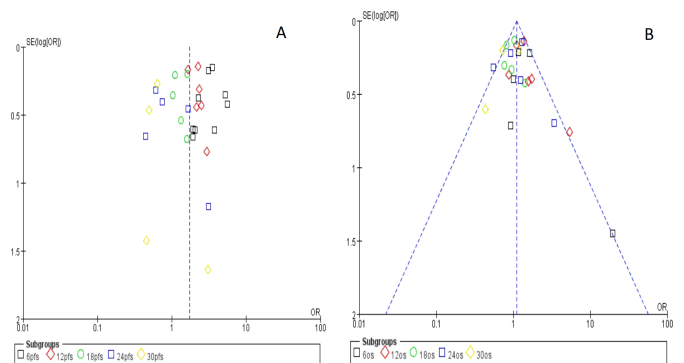 A
SE(log[OR])
0
0.5
1
1.5
2
0.01 0.1 1 10 100
OR
Subgroups
6pfs 12pfs 18pfs 24pfs 30pfs
B
SE(log[OR])
0
0.5
1
1.5
2
0.01 0.1 1 10 100
OR
Subgroups
6os 12os 18os 24os 30os